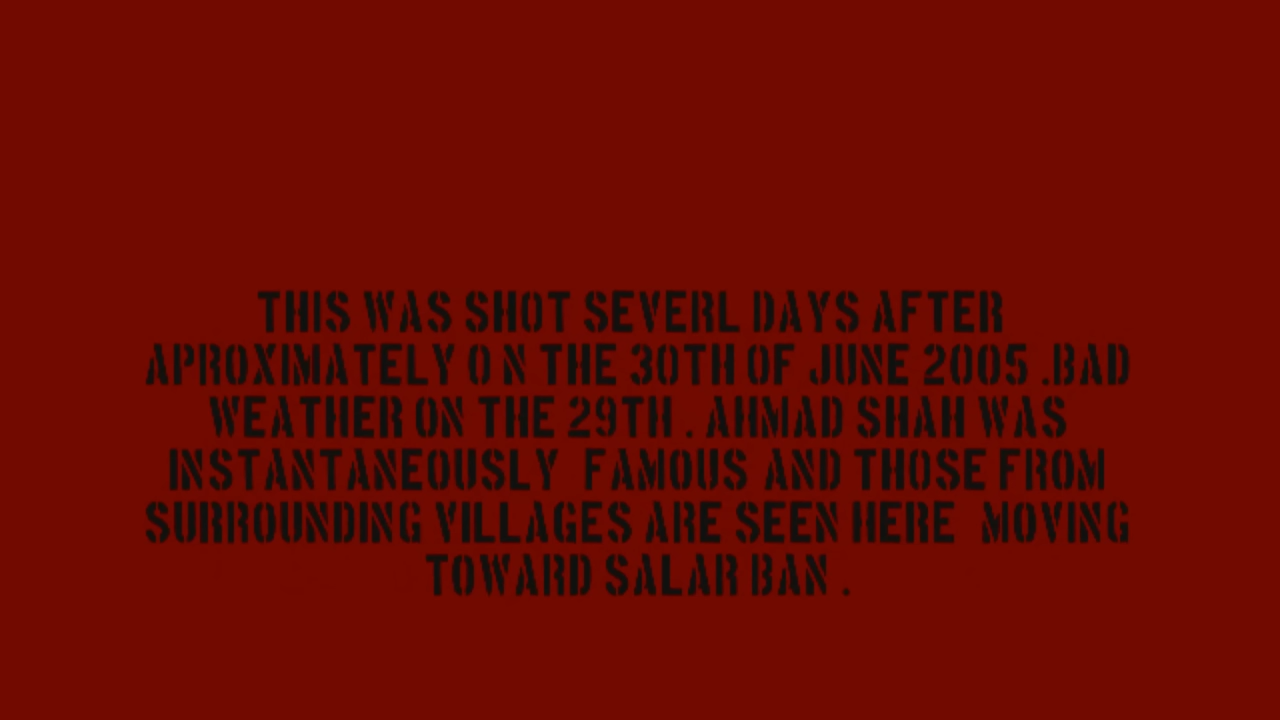 THIS WAS SHOT SEVERL DAYS AFTER
APROXIMATELY O N THE 30TH OF JUNE 2005 .BAD
WEATHER ON THE 29TH . AHMAD SHAH WAS
INSTANTANEOUSLY  FAMOUS AND THOSE FROM
SURROUNDING VILLAGES ARE SEEN HERE  MOVING
TOWARD SALAR BAN .